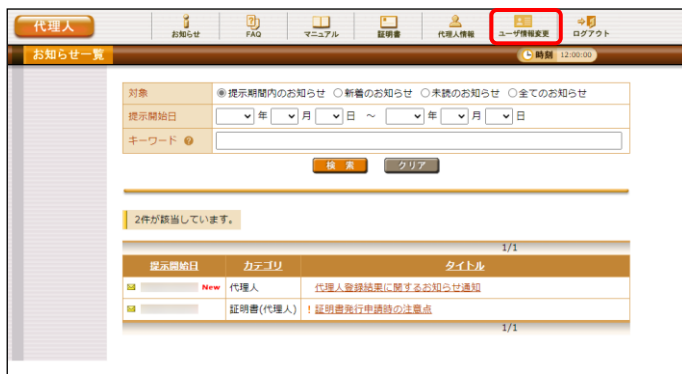 代理人
お知らせ
FAQ
マニュアル
証明書
代理人情報
ユーザ情報変更
ログアウト
お知らせ一覧
時刻 12:00:00
対象 提示期間内のお知らせ 新着のお知らせ 未読のお知らせ 全てのお知らせ
提示開始日 年 月 日 ～ 年 月 日
キーワード ?
検 索 クリア
2件が該当しています。
1/1
提示開始日 カテゴリ タイトル
New 代理人 代理人登録結果に関するお知らせ通知
証明書(代理人) ! 証明書発行申請時の注意点
1/1